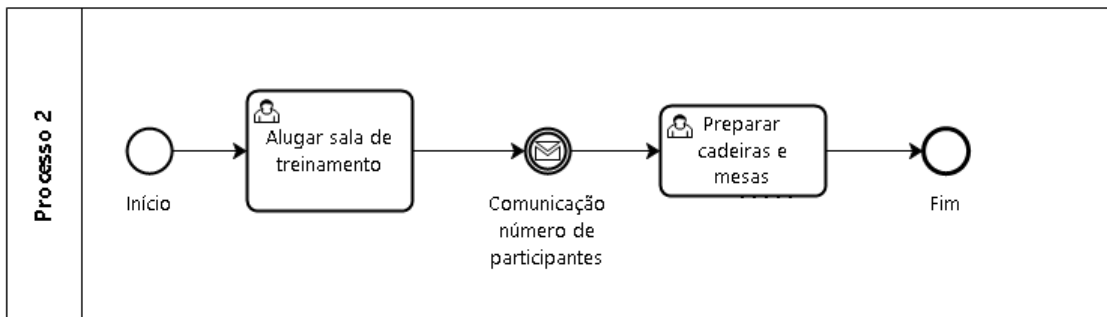 Processo 2
Início
Alugar sala de
treinamento
Comunicação
número de
participantes
Preparar
cadeiras e
mesas
Fim